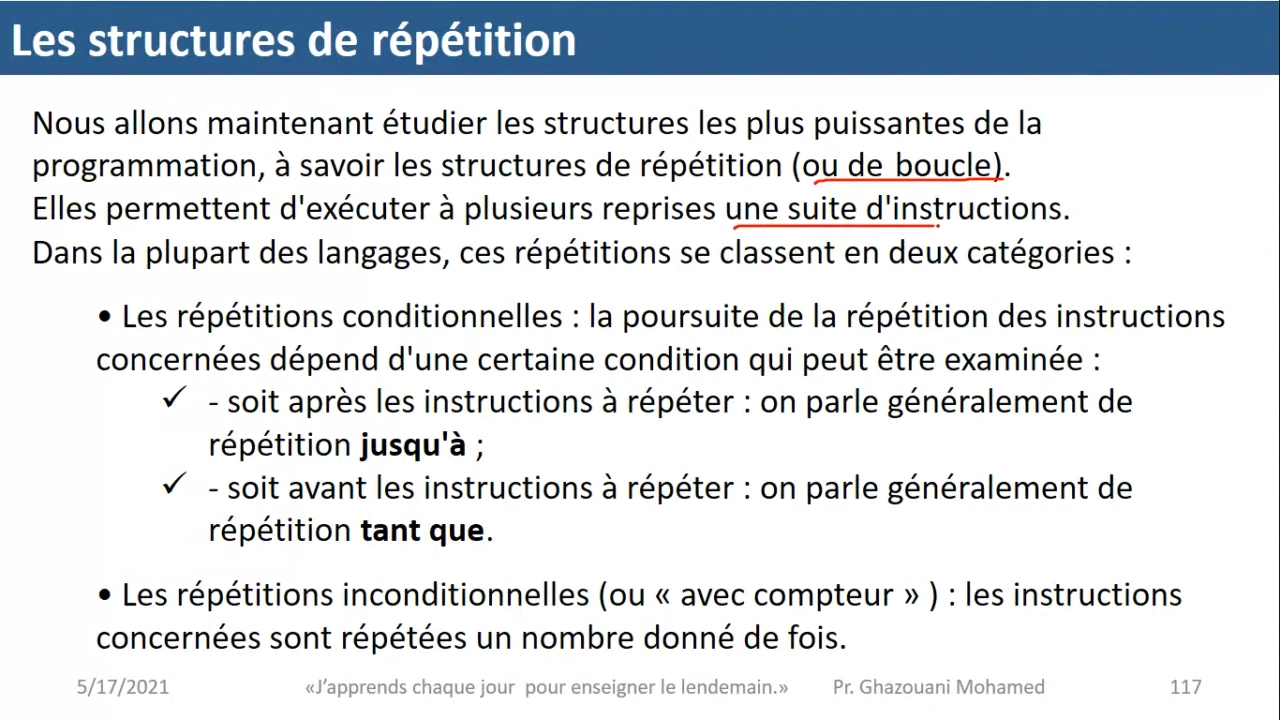 Les structures de répétition
Nous allons maintenant étudier les structures les plus puissantes de la
programmation, à savoir les structures de répétition (ou de boucle).
Elles permettent d'exécuter à plusieurs reprises une suite d'instructions.
Dans la plupart des langages, ces répétitions se classent en deux catégories :
• Les répétitions conditionnelles : la poursuite de la répétition des instructions
concernées dépend d'une certaine condition qui peut être examinée :
✓ - soit après les instructions à répéter : on parle généralement de
répétition jusqu'à ;
✓ - soit avant les instructions à répéter : on parle généralement de
répétition tant que.
• Les répétitions inconditionnelles (ou « avec compteur » ) : les instructions
concernées sont répétées un nombre donné de fois.
5/17/2021 «J’apprends chaque jour pour enseigner le lendemain.» Pr. Ghazouani Mohamed 117